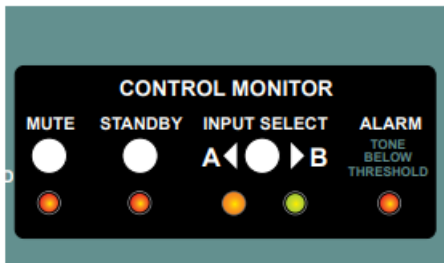 CONTROL MONITOR
MUTE STANDBY INPUT SELECT ALARM
A B
TONE
BELOW
THRESHOLD